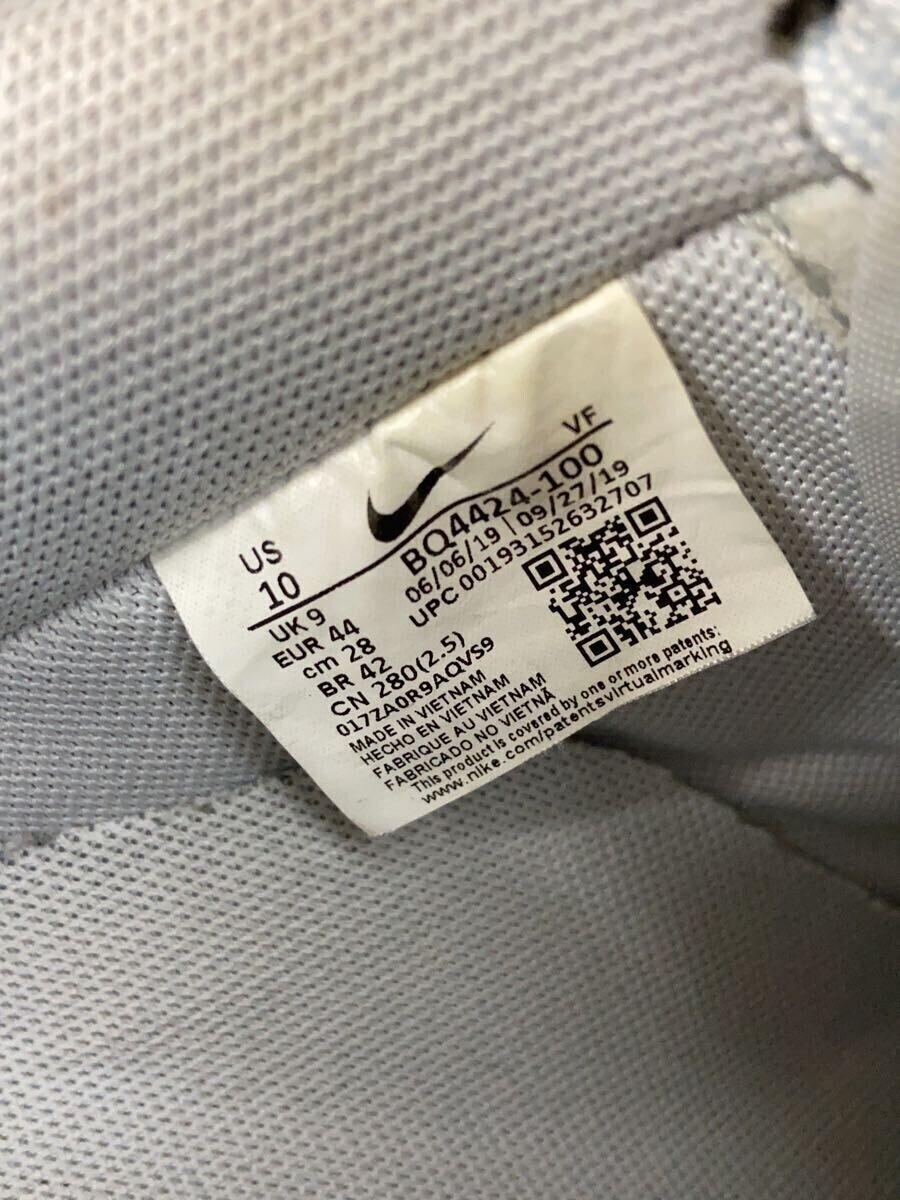 VF
US
10
BQ4424-100
06/06/19 | 09/27/19
UPC 00193152632707
UK 9
EUR 44
cm 28
BR 42
CN 280(2.5)
017ZA0R9AQVS9
MADE IN VIETNAM
HECHO EN VIETNAM
FABRIQUE AU VIETNAM
FABRICADO NO VIETNÃ
This product is covered by one or more patents:
www.nike.com/patentsvirtualmarking